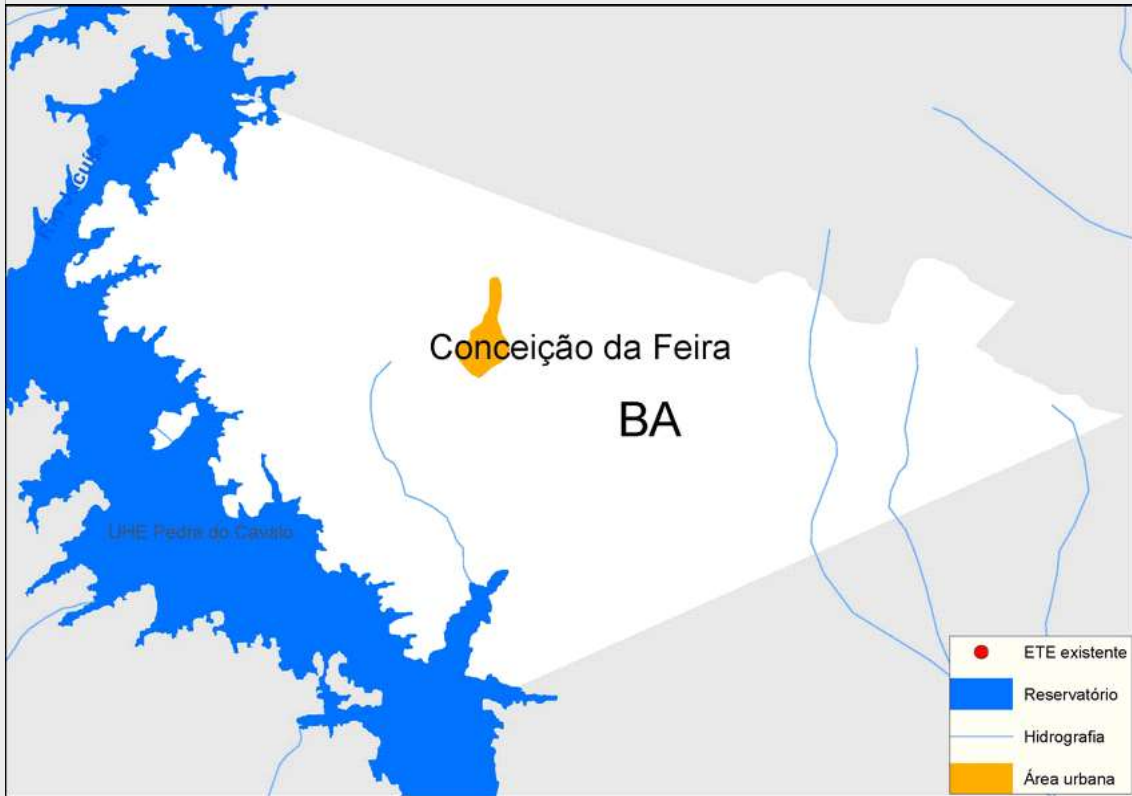 Conceição da Feira
BA
UHE Pedra do Cavalo
ETE existente
Reservatório
Hidrografia
Área urbana